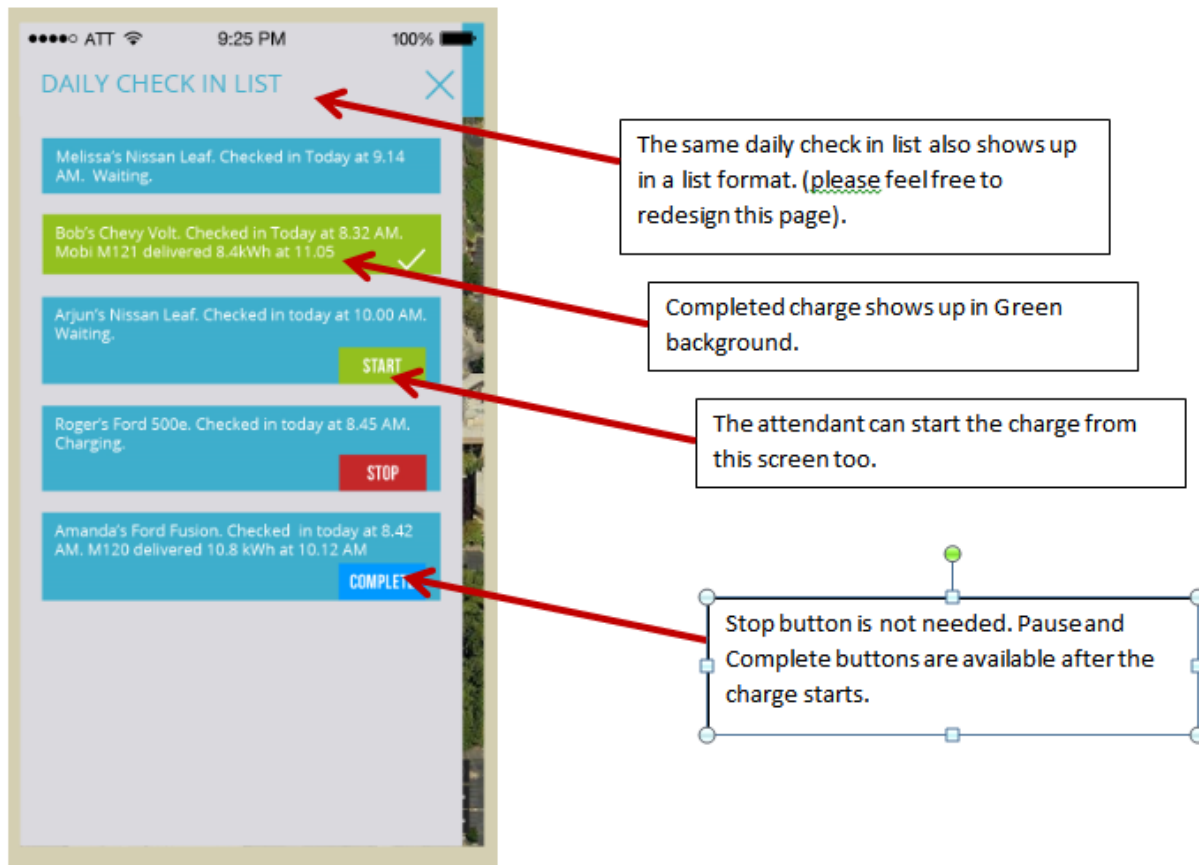 ATT 9:25 PM 100%
DAILY CHECK IN LIST
Melissa's Nissan Leaf. Checked in Today at 9.14
AM. Waiting.
Bob's Chevy Volt. Checked in Today at 8.32 AM.
Mobi M121 delivered 8.4kWh at 11.05
Arjun's Nissan Leaf. Checked in today at 10.00 AM.
Waiting.
START
Roger's Ford 500e. Checked in today at 8.45 AM.
Charging.
STOP
Amanda's Ford Fusion. Checked in today at 8.42
AM. M120 delivered 10.8 kWh at 10.12 AM
COMPLETE
The same daily check in list also shows up
in a list format. (please feel free to
redesign this page).
Completed charge shows up in Green
background.
The attendant can start the charge from
this screen too.
Stop button is not needed. Pause and
Complete buttons are available after the
charge starts.